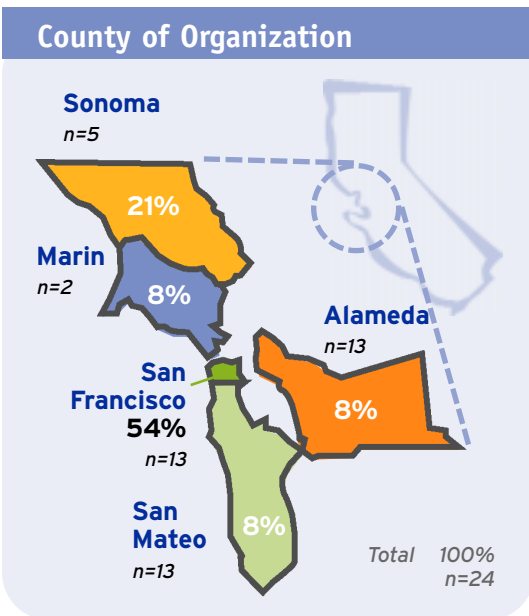 County of Organization
Sonoma
n=5
21%
Marin
n=2
8%
Alameda
n=13
8%
San
Francisco
54%
n=13
San
Mateo
n=13
8%
Total 100%
n=24